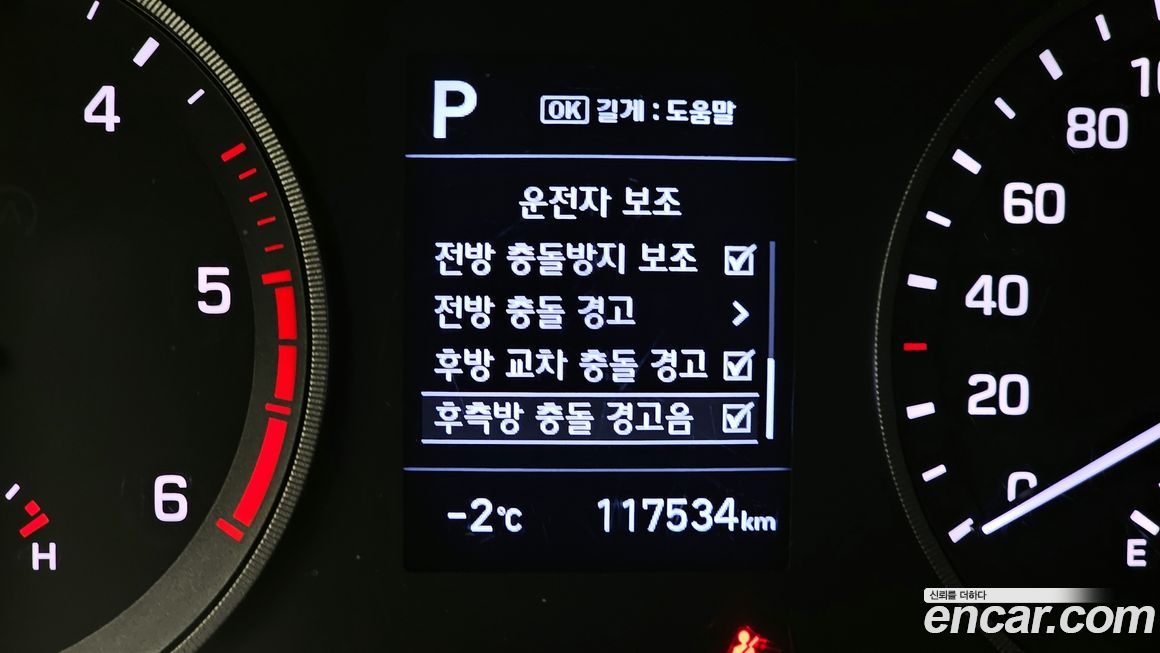 P
OK 길게 : 도움말
운전자 보조
전방 충돌방지 보조
전방 충돌 경고
후방 교차 충돌 경고
후측방 충돌 경고음
-2℃ 117534km
4
5
6
H
80
60
40
20
0
E
신뢰를 더하다
encar.com